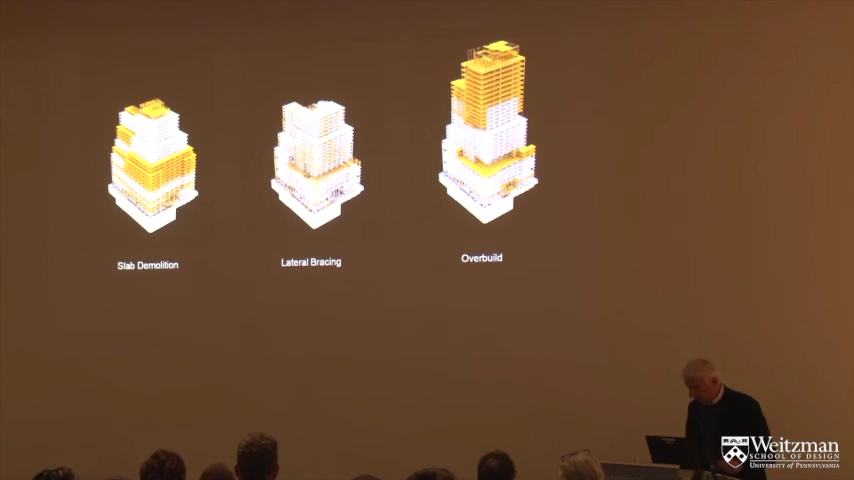 Slab Demolition
Lateral Bracing
Overbuild
Weitzman
SCHOOL OF DESIGN
UNIVERSITY of PENNSYLVANIA